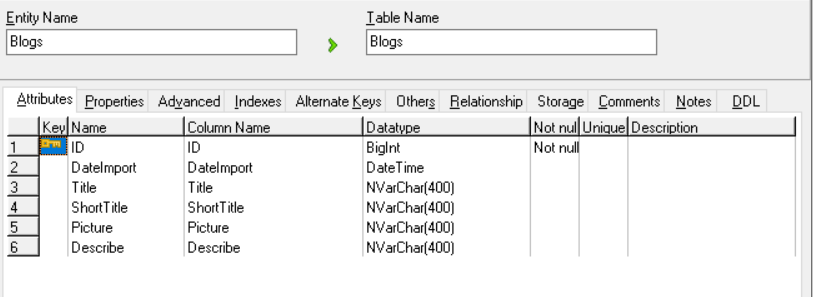 Entity Name Table Name
Blogs Blogs
Attributes Properties Advanced Indexes Alternate Keys Others Relationship Storage Comments Notes DDL
Key Name Column Name Datatype Not nul Unique Description
1 ID ID BigInt Not null
2 DateImport DateImport DateTime
3 Title Title NVarChar(400)
4 ShortTitle ShortTitle NVarChar(400)
5 Picture Picture NVarChar(400)
6 Describe Describe NVarChar(400)